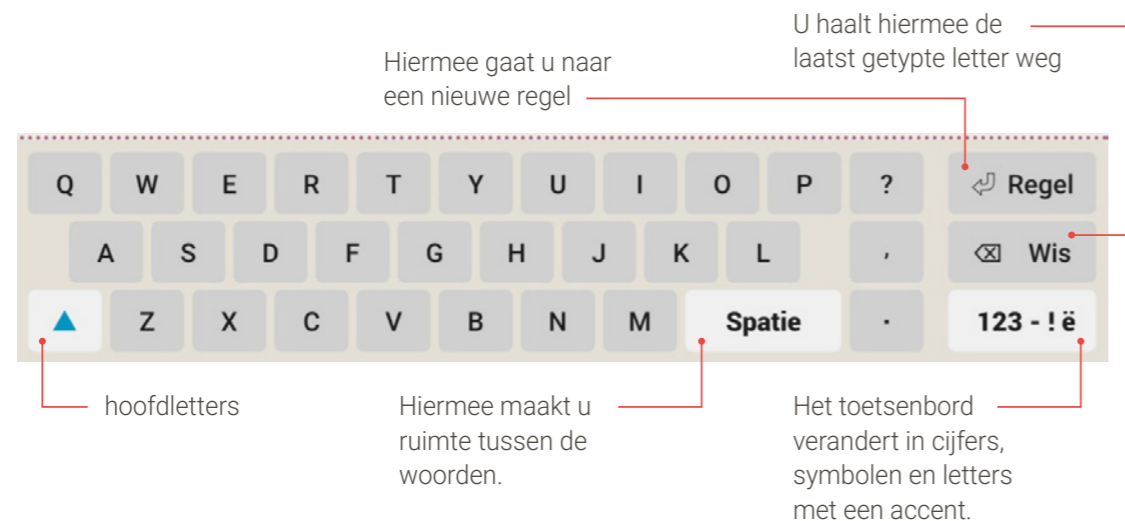 U haalt hiermee de
laatst getypte letter weg
Hiermee gaat u naar
een nieuwe regel
Q W E R T Y U I O P ? Regel
A S D F G H J K L , Wis
Z X C V B N M Spatie . 123 - ! ë
hoofdletters
Hiermee maakt u
ruimte tussen de
woorden.
Het toetsenbord
verandert in cijfers,
symbolen en letters
met een accent.